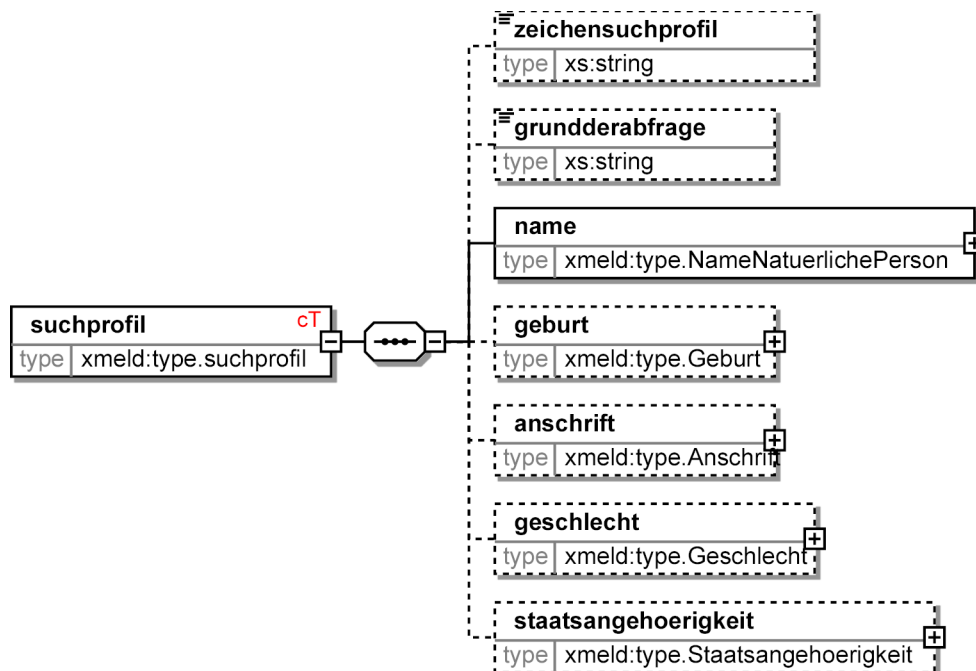 zeichensuchprofil
type xs:string
grundderabfrage
type xs:string
name
type xmeld:type.NameNatuerlichePerson
suchprofil cT
type xmeld:type.suchprofil
geburt
type xmeld:type.Geburt
anschrift
type xmeld:type.Anschrift
geschlecht
type xmeld:type.Geschlecht
staatsangehoerigkeit
type xmeld:type.Staatsangehoerigkeit